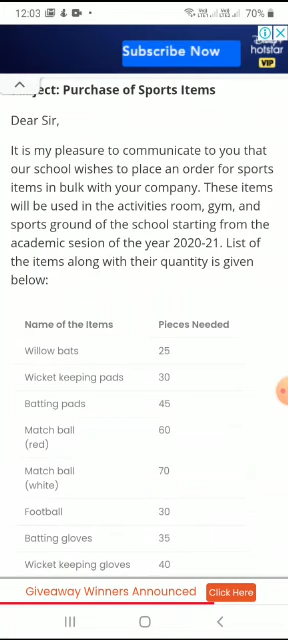 12:03
70%
Subscribe Now
hotstar
VIP
ject: Purchase of Sports Items
Dear Sir,
It is my pleasure to communicate to you that
our school wishes to place an order for sports
items in bulk with your company. These items
will be used in the activities room, gym, and
sports ground of the school starting from the
academic sesion of the year 2020-21. List of
the items along with their quantity is given
below:
Name of the Items Pieces Needed
Willow bats 25
Wicket keeping pads 30
Batting pads 45
Match ball 60
(red)
Match ball 70
(white)
Football 30
Batting gloves 35
Wicket keeping gloves 40
Giveaway Winners Announced Click Here